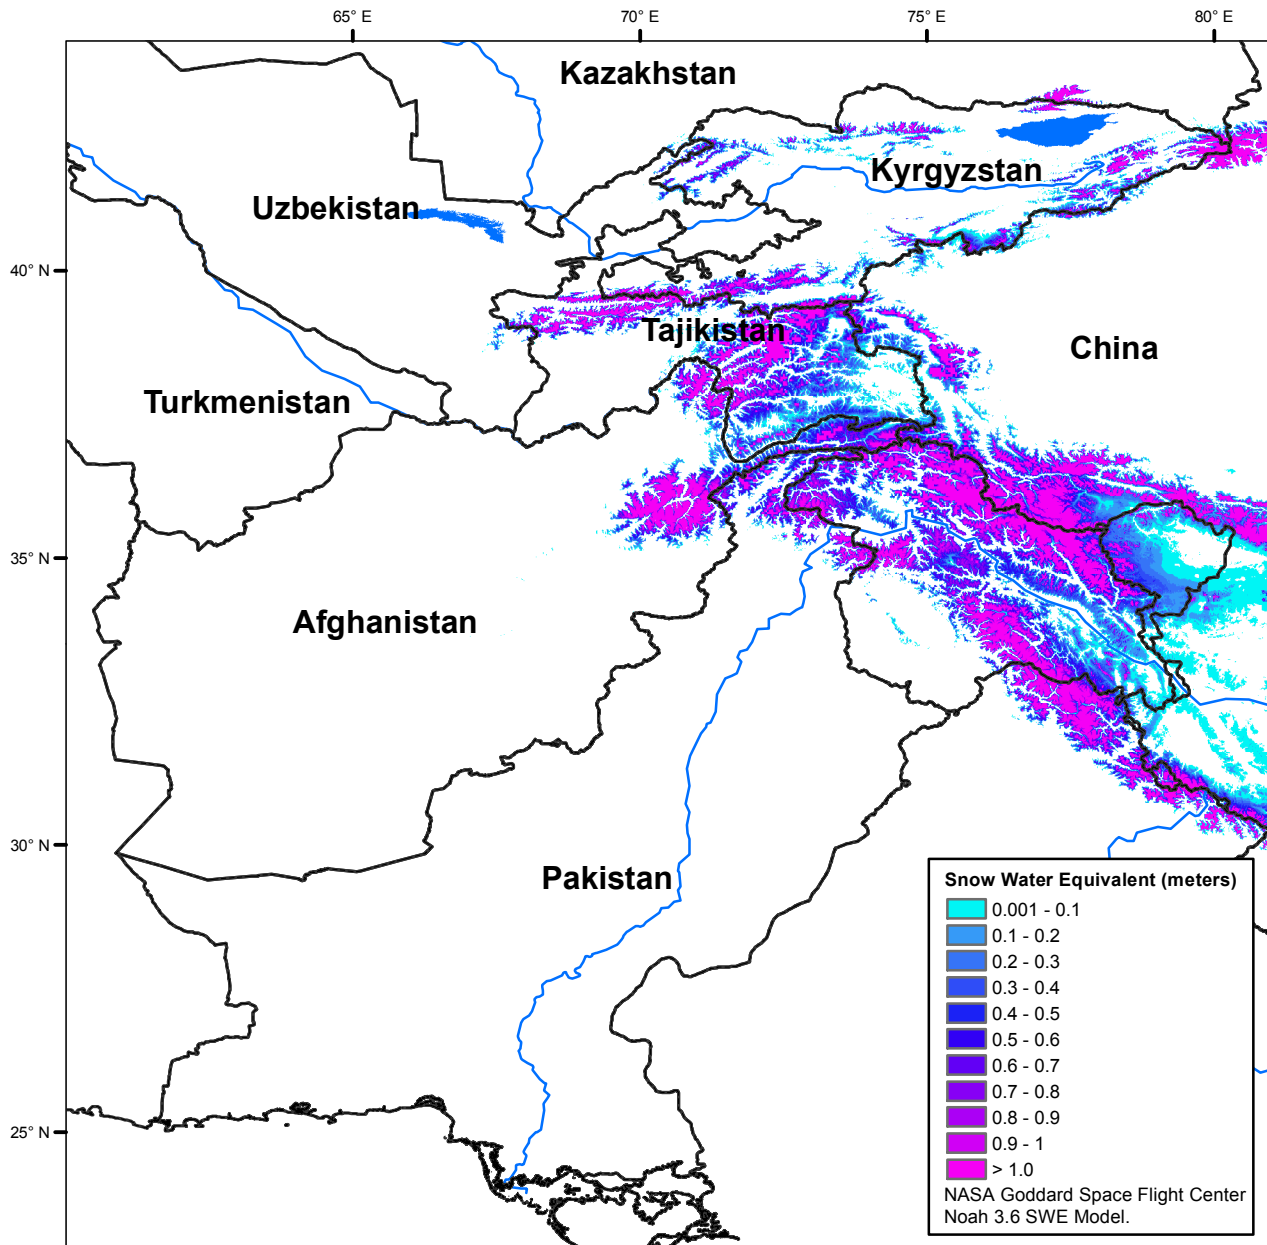 65° E
70° E
75° E
80° E
Kazakhstan
Kyrgyzstan
Uzbekistan
40° N
Tajikistan
China
Turkmenistan
35° N
Afghanistan
30° N
Pakistan
25° N
Snow Water Equivalent (meters)
0.001 - 0.1
0.1 - 0.2
0.2 - 0.3
0.3 - 0.4
0.4 - 0.5
0.5 - 0.6
0.6 - 0.7
0.7 - 0.8
0.8 - 0.9
0.9 - 1
> 1.0
NASA Goddard Space Flight Center
Noah 3.6 SWE Model.